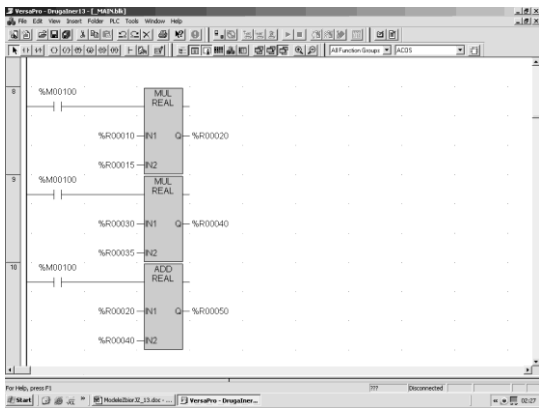 VersaPro - DrugaIner13 - [_MAIN.blk]
File Edit View Insert Folder PLC Tools Window Help
All Function Groups ACOS
8 %M00100 MUL
REAL
%R00010 IN1 Q %R00020
%R00015 IN2
9 %M00100 MUL
REAL
%R00030 IN1 Q %R00040
%R00035 IN2
10 %M00100 ADD
REAL
%R00020 IN1 Q %R00050
%R00040 IN2
For Help, press F1 ??? Disconnected
Start VersaPro - DrugaIner... 02:27